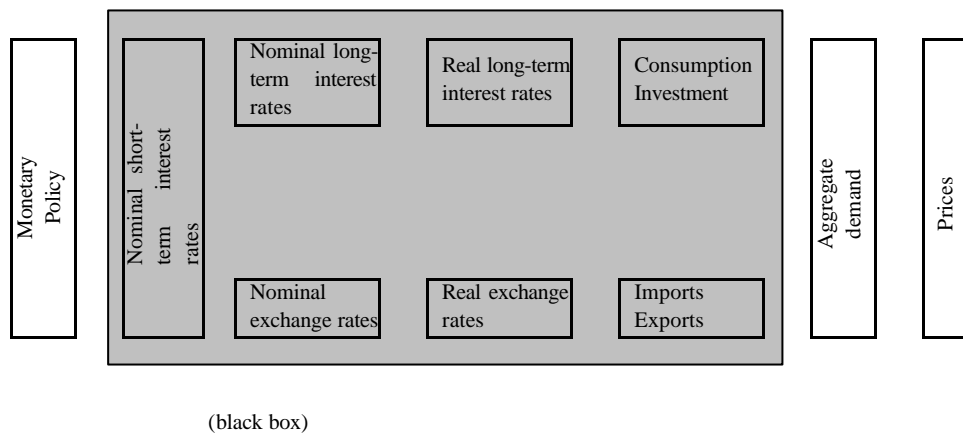 Monetary
Policy
Nominal short-
term interest
rates
Nominal long-
term interest
rates
Real long-term
interest rates
Consumption
Investment
Nominal
exchange rates
Real exchange
rates
Imports
Exports
Aggregate
demand
Prices
(black box)